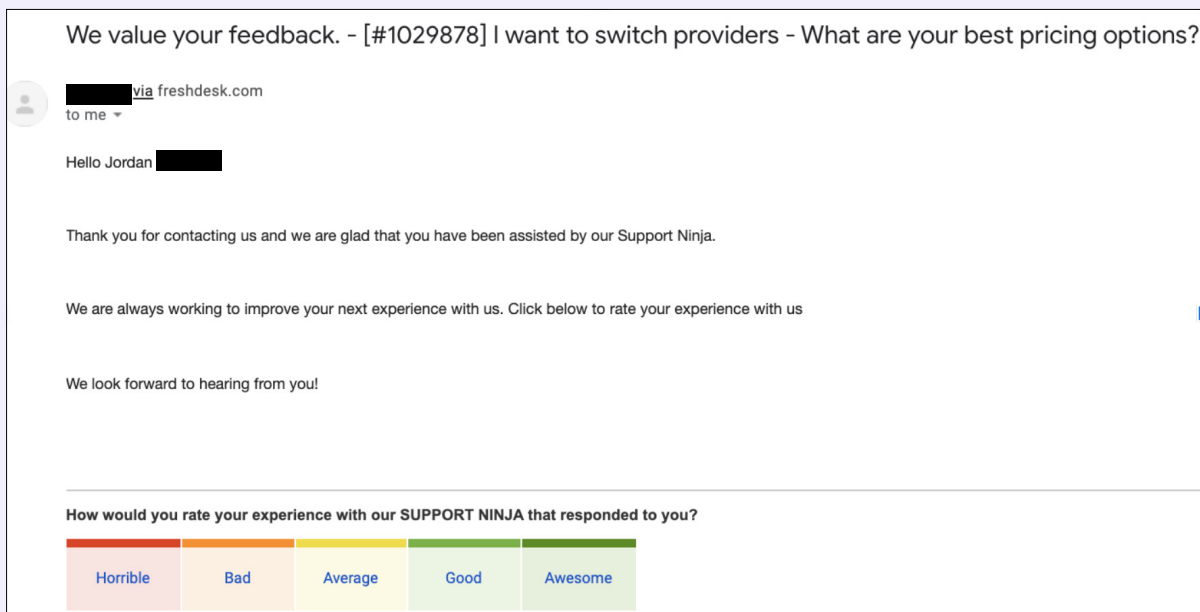 We value your feedback. - [#1029878] I want to switch providers - What are your best pricing options?
via freshdesk.com
to me
Hello Jordan
Thank you for contacting us and we are glad that you have been assisted by our Support Ninja.
We are always working to improve your next experience with us. Click below to rate your experience with us
We look forward to hearing from you!
How would you rate your experience with our SUPPORT NINJA that responded to you?
Horrible Bad Average Good Awesome